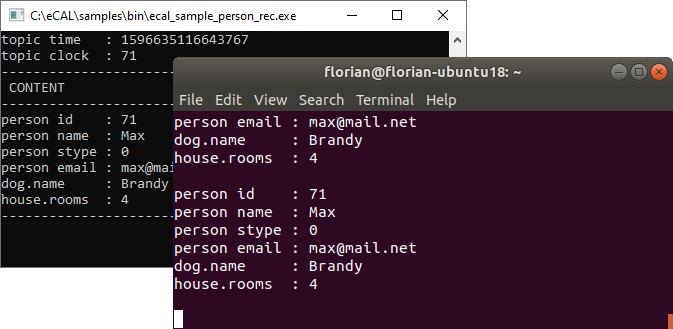 C:\eCAL\samples\bin\ecal_sample_person_rec.exe
topic time   : 1596635116643767
topic clock  : 71
-----------------------
 CONTENT
-----------------------
person id    : 71
person name  : Max
person stype : 0
person email : max@mai
dog.name     : Brandy
house.rooms  : 4
-----------------------
florian@florian-ubuntu18: ~
File Edit View Search Terminal Help
person email : max@mail.net
dog.name     : Brandy
house.rooms  : 4

person id    : 71
person name  : Max
person stype : 0
person email : max@mail.net
dog.name     : Brandy
house.rooms  : 4